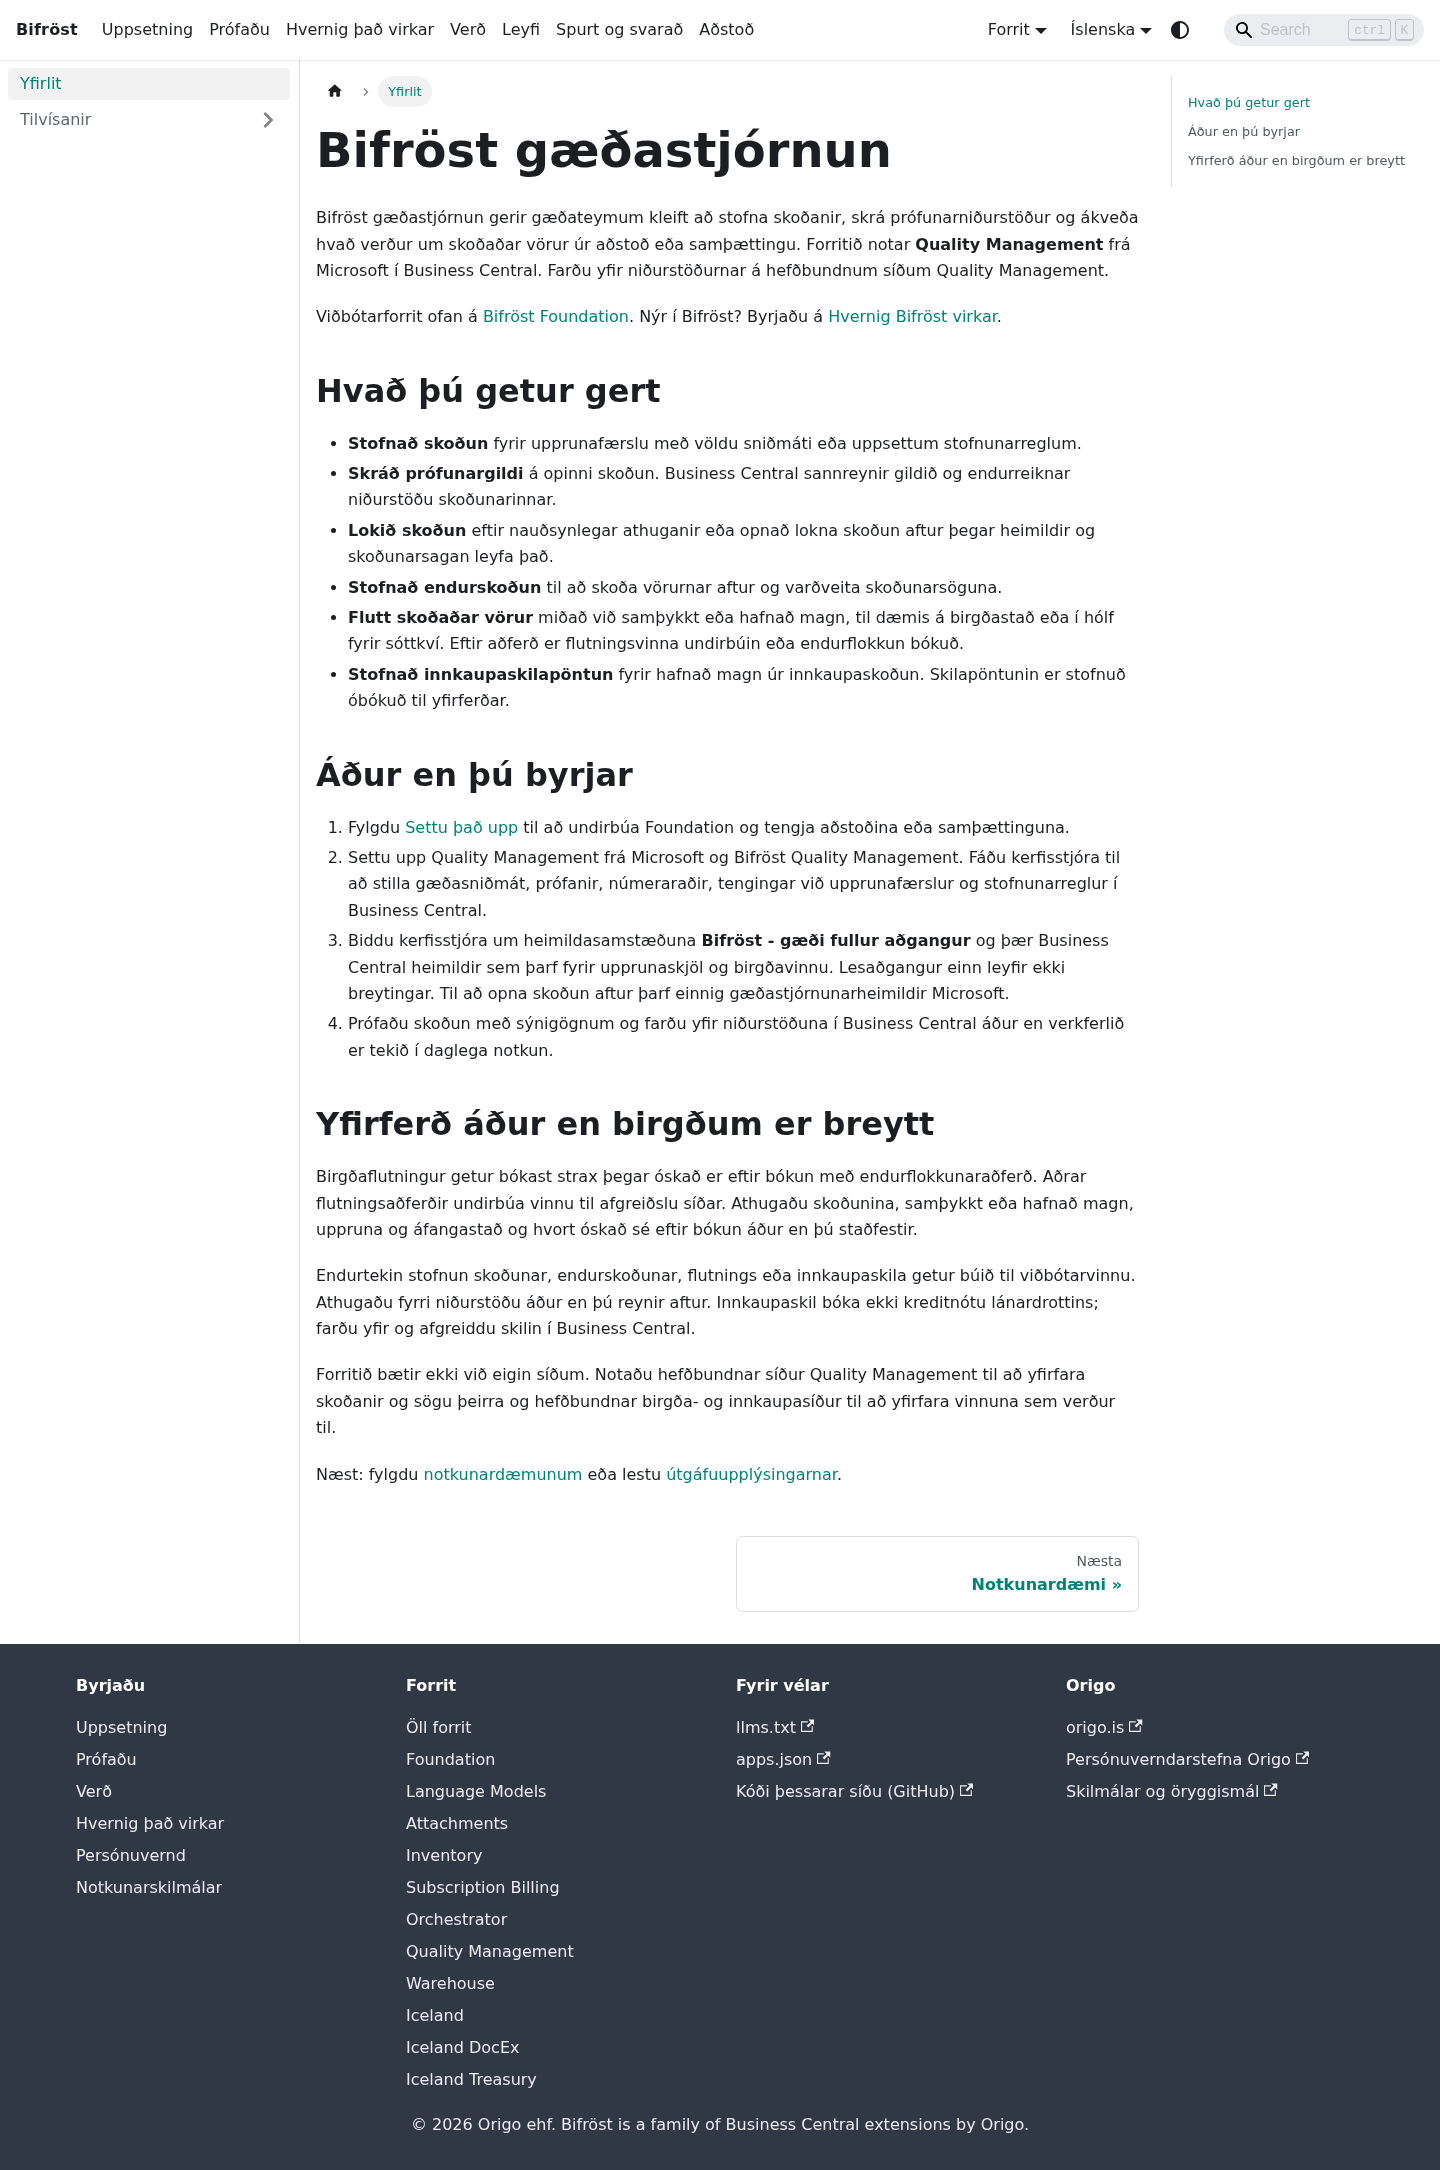 Bifröst Uppsetning Prófaðu Hvernig það virkar Verð Leyfi Spurt og svarað Aðstoð Forrit Íslenska Search ctrl K
Yfirlit
Tilvísanir
Yfirlit
Hvað þú getur gert
Áður en þú byrjar
Yfirferð áður en birgðum er breytt
Bifröst gæðastjórnun
Bifröst gæðastjórnun gerir gæðateymum kleift að stofna skoðanir, skrá prófunarniðurstöður og ákveða
hvað verður um skoðaðar vörur úr aðstoð eða samþættingu. Forritið notar Quality Management frá
Microsoft í Business Central. Farðu yfir niðurstöðurnar á hefðbundnum síðum Quality Management.
Viðbótarforrit ofan á Bifröst Foundation. Nýr í Bifröst? Byrjaðu á Hvernig Bifröst virkar.
Hvað þú getur gert
• Stofnað skoðun fyrir upprunafærslu með völdu sniðmáti eða uppsettum stofnunarreglum.
• Skráð prófunargildi á opinni skoðun. Business Central sannreynir gildið og endurreiknar
niðurstöðu skoðunarinnar.
• Lokið skoðun eftir nauðsynlegar athuganir eða opnað lokna skoðun aftur þegar heimildir og
skoðunarsagan leyfa það.
• Stofnað endurskoðun til að skoða vörurnar aftur og varðveita skoðunarsöguna.
• Flutt skoðaðar vörur miðað við samþykkt eða hafnað magn, til dæmis á birgðastað eða í hólf
fyrir sóttkví. Eftir aðferð er flutningsvinna undirbúin eða endurflokkun bókuð.
• Stofnað innkaupaskilapöntun fyrir hafnað magn úr innkaupaskoðun. Skilapöntunin er stofnuð
óbókuð til yfirferðar.
Áður en þú byrjar
1. Fylgdu Settu það upp til að undirbúa Foundation og tengja aðstoðina eða samþættinguna.
2. Settu upp Quality Management frá Microsoft og Bifröst Quality Management. Fáðu kerfisstjóra til
að stilla gæðasniðmát, prófanir, númeraraðir, tengingar við upprunafærslur og stofnunarreglur í
Business Central.
3. Biddu kerfisstjóra um heimildasamstæðuna Bifröst - gæði fullur aðgangur og þær Business
Central heimildir sem þarf fyrir upprunaskjöl og birgðavinnu. Lesaðgangur einn leyfir ekki
breytingar. Til að opna skoðun aftur þarf einnig gæðastjórnunarheimildir Microsoft.
4. Prófaðu skoðun með sýnigögnum og farðu yfir niðurstöðuna í Business Central áður en verkferlið
er tekið í daglega notkun.
Yfirferð áður en birgðum er breytt
Birgðaflutningur getur bókast strax þegar óskað er eftir bókun með endurflokkunaraðferð. Aðrar
flutningsaðferðir undirbúa vinnu til afgreiðslu síðar. Athugaðu skoðunina, samþykkt eða hafnað magn,
uppruna og áfangastað og hvort óskað sé eftir bókun áður en þú staðfestir.
Endurtekin stofnun skoðunar, endurskoðunar, flutnings eða innkaupaskila getur búið til viðbótarvinnu.
Athugaðu fyrri niðurstöðu áður en þú reynir aftur. Innkaupaskil bóka ekki kreditnótu lánardrottins;
farðu yfir og afgreiddu skilin í Business Central.
Forritið bætir ekki við eigin síðum. Notaðu hefðbundnar síður Quality Management til að yfirfara
skoðanir og sögu þeirra og hefðbundnar birgða- og innkaupasíður til að yfirfara vinnuna sem verður
til.
Næst: fylgdu notkunardæmunum eða lestu útgáfuupplýsingarnar.
Næsta
Notkunardæmi »
Byrjaðu
Uppsetning
Prófaðu
Verð
Hvernig það virkar
Persónuvernd
Notkunarskilmálar
Forrit
Öll forrit
Foundation
Language Models
Attachments
Inventory
Subscription Billing
Orchestrator
Quality Management
Warehouse
Iceland
Iceland DocEx
Iceland Treasury
Fyrir vélar
llms.txt
apps.json
Kóði þessarar síðu (GitHub)
Origo
origo.is
Persónuverndarstefna Origo
Skilmálar og öryggismál
© 2026 Origo ehf. Bifröst is a family of Business Central extensions by Origo.